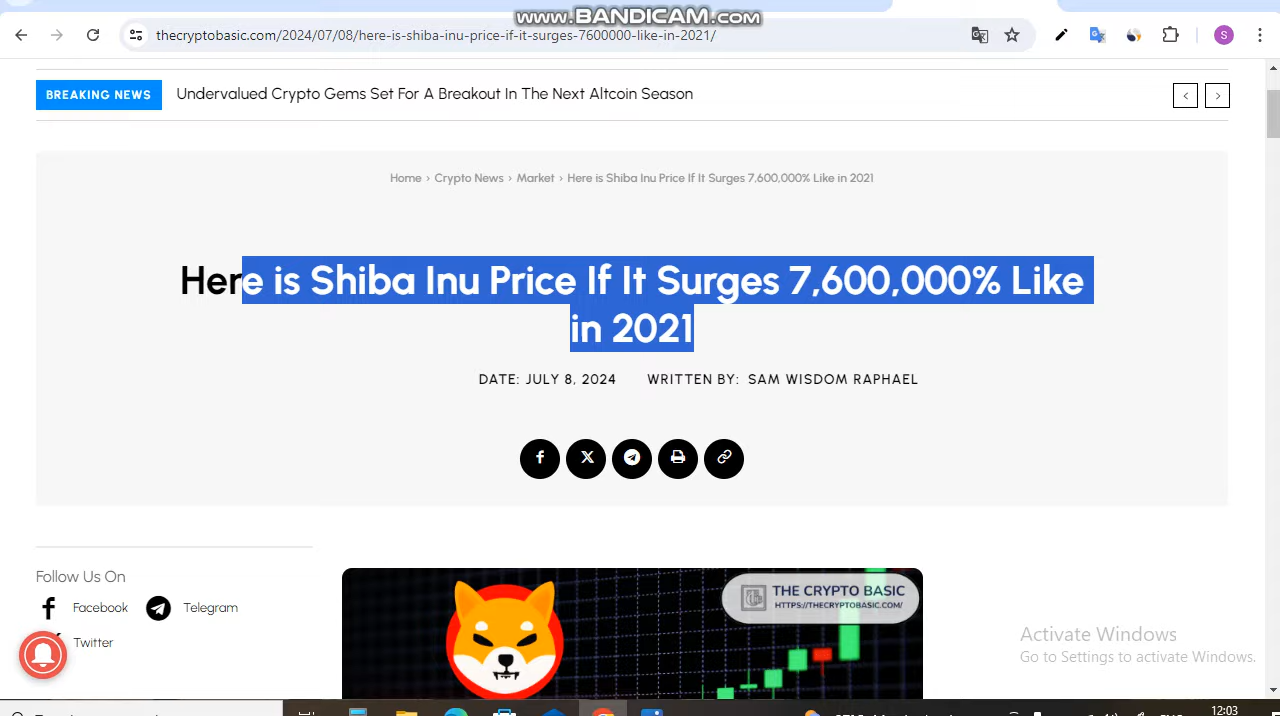 www.BANDICAM.com
thecryptobasic.com/2024/07/08/here-is-shiba-inu-price-if-it-surges-7600000-like-in-2021/
S
BREAKING NEWS
Undervalued Crypto Gems Set For A Breakout In The Next Altcoin Season
Home › Crypto News › Market › Here is Shiba Inu Price If It Surges 7,600,000% Like in 2021
Here is Shiba Inu Price If It Surges 7,600,000% Like
in 2021
DATE: JULY 8, 2024 WRITTEN BY: SAM WISDOM RAPHAEL
Follow Us On
Facebook Telegram
Twitter
THE CRYPTO BASIC
HTTPS://THECRYPTOBASIC.COM/
Activate Windows
Go to Settings to activate Windows.
12:03